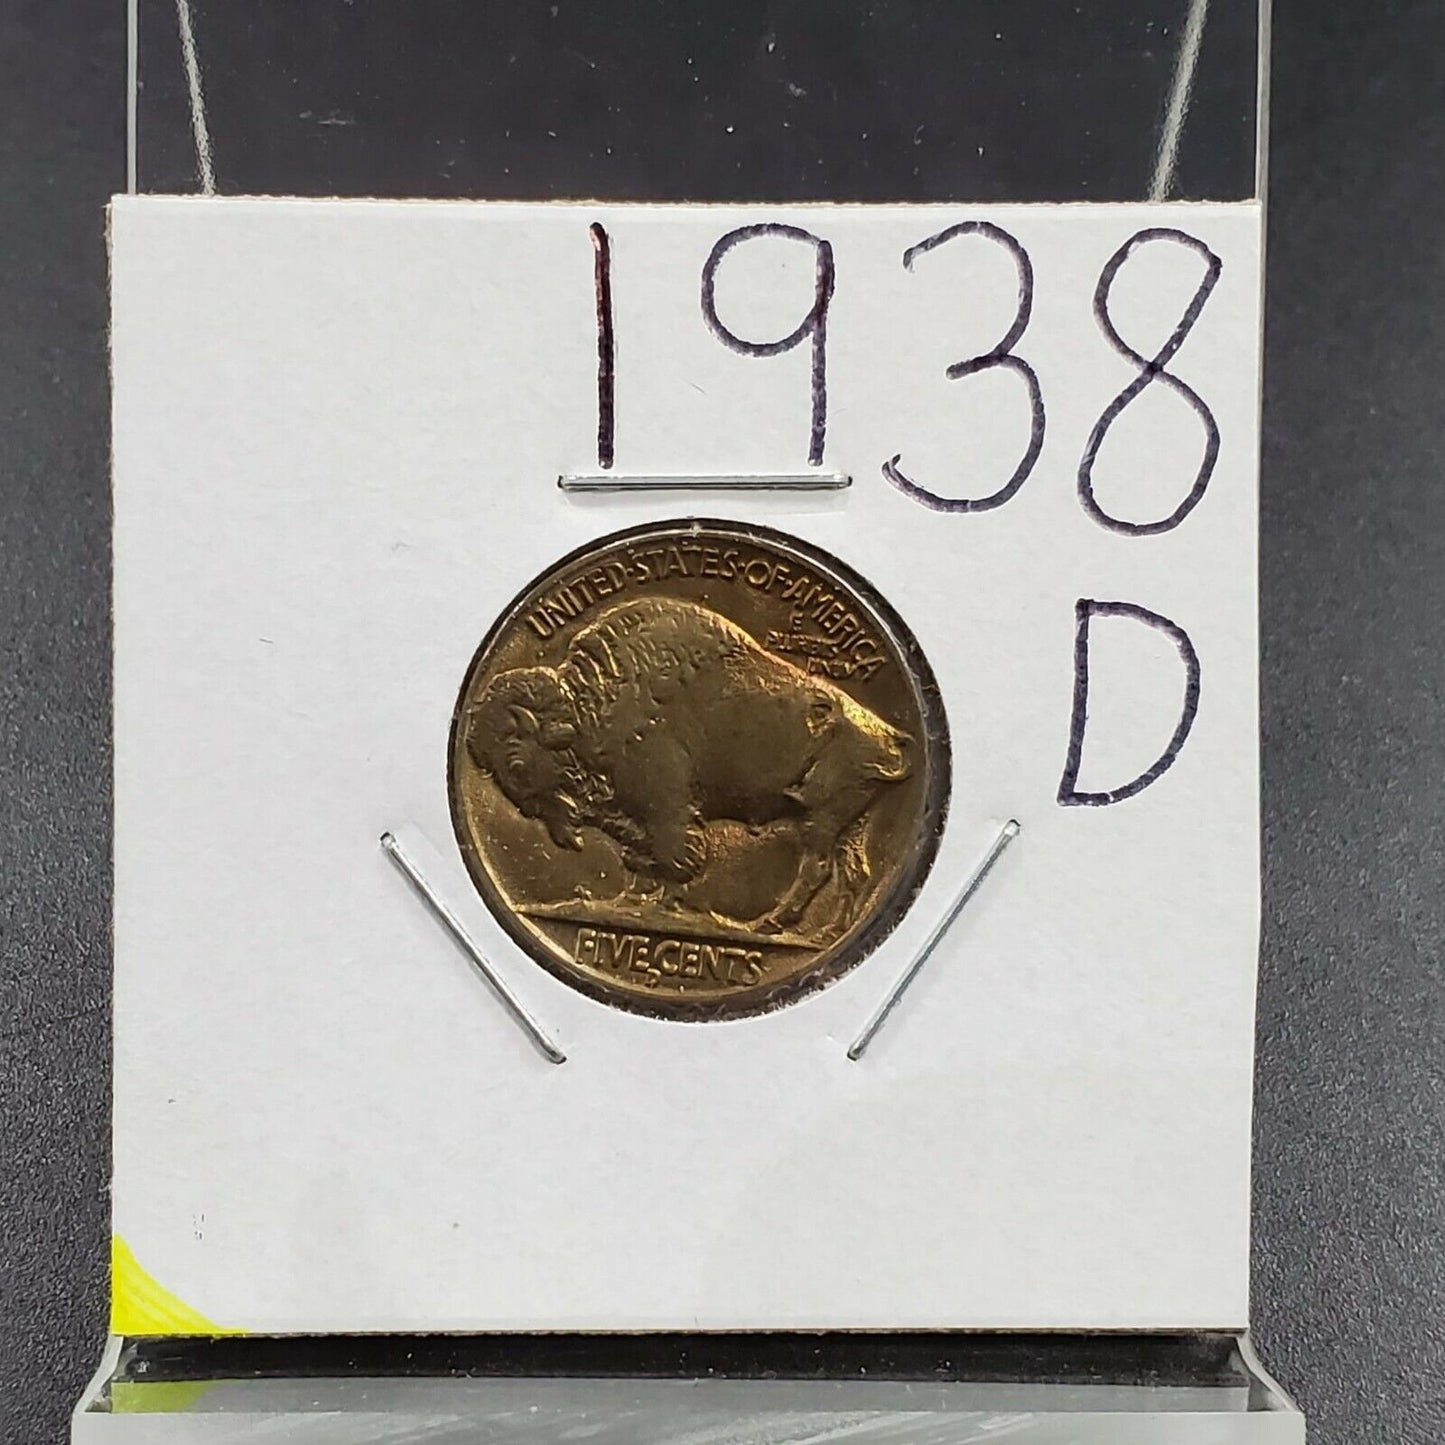 1938
D
UNITED·STATES·OF·AMERICA
E
PLURIBUS
UNUM
FIVE CENTS
D